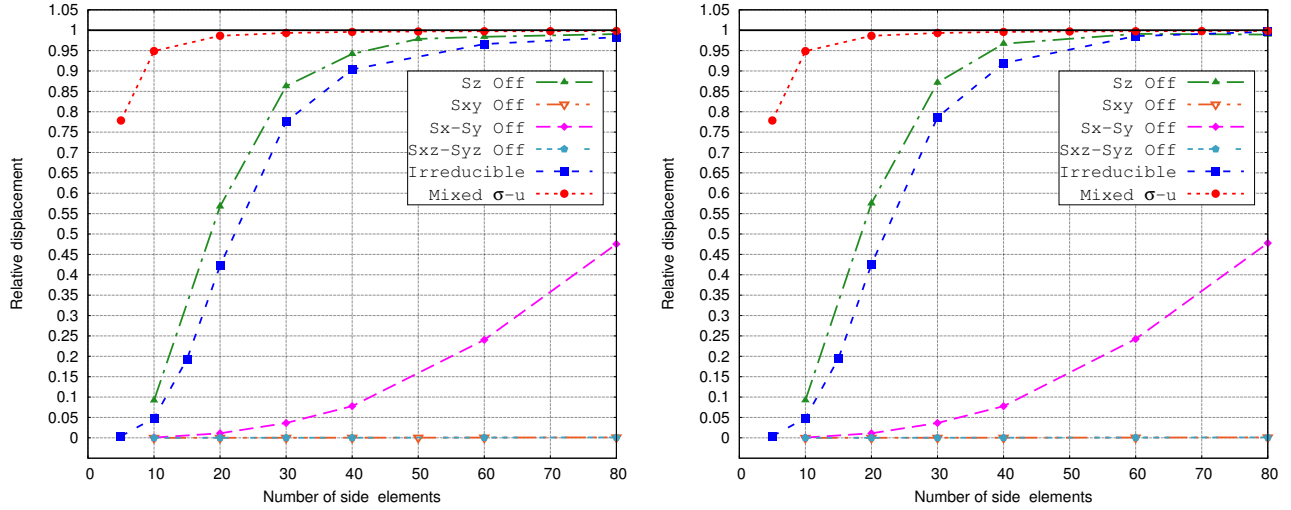 1.05
1
0.95
0.9
0.85
0.8
0.75
0.7
0.65
0.6
0.55
0.5
0.45
0.4
0.35
0.3
0.25
0.2
0.15
0.1
0.05
0
Relative displacement
Sz Off
Sxy Off
Sx-Sy Off
Sxz-Syz Off
Irreducible
Mixed σ-u
0 10 20 30 40 50 60 70 80
Number of side elements
1.05
1
0.95
0.9
0.85
0.8
0.75
0.7
0.65
0.6
0.55
0.5
0.45
0.4
0.35
0.3
0.25
0.2
0.15
0.1
0.05
0
Relative displacement
Sz Off
Sxy Off
Sx-Sy Off
Sxz-Syz Off
Irreducible
Mixed σ-u
0 10 20 30 40 50 60 70 80
Number of side elements